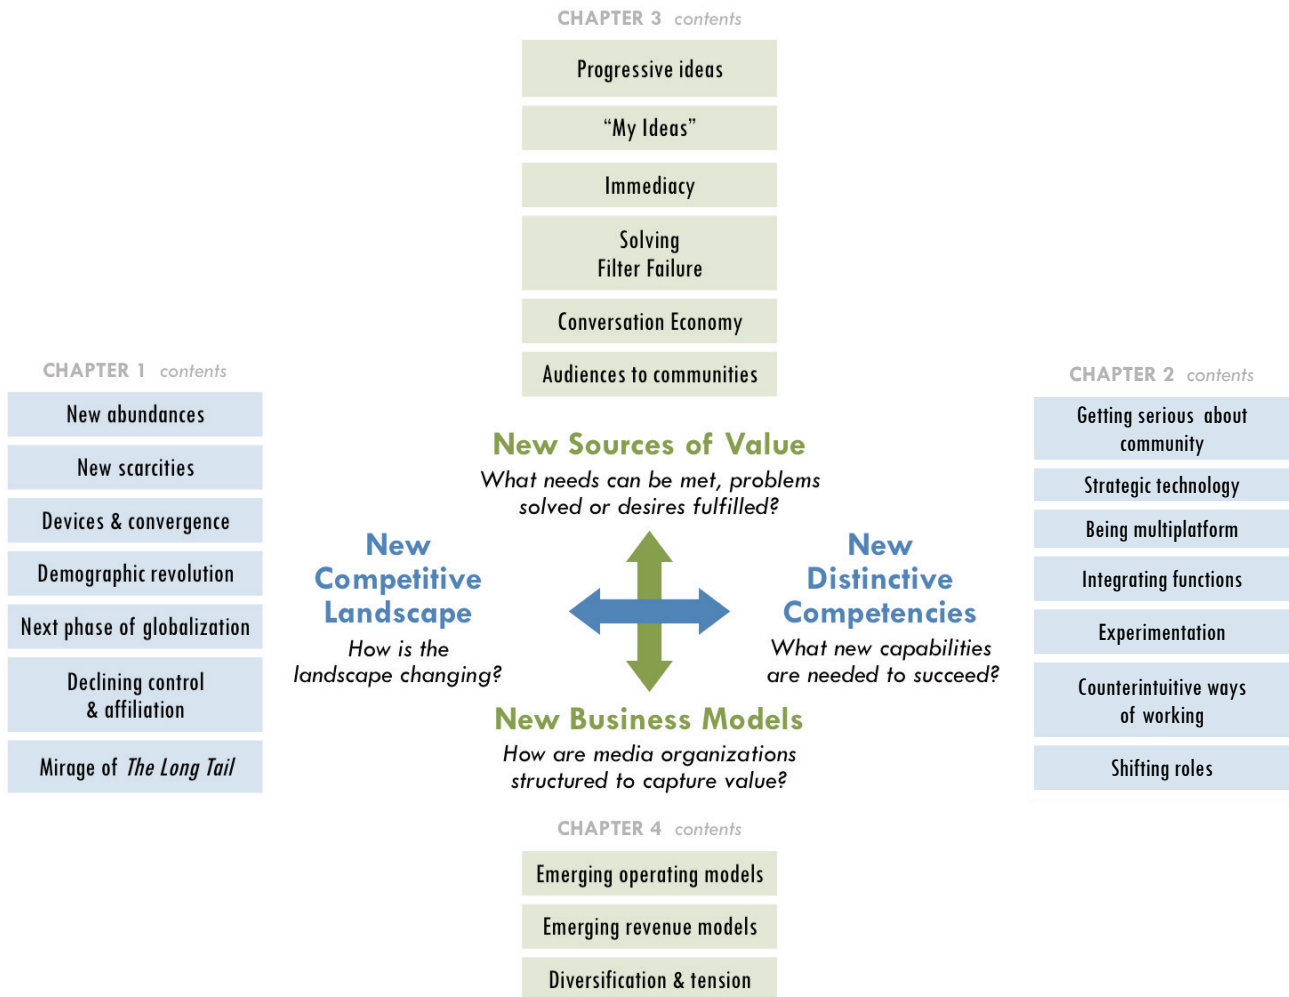 CHAPTER 3 contents
Progressive ideas
“My Ideas”
Immediacy
Solving
Filter Failure
Conversation Economy
Audiences to communities
CHAPTER 1 contents
New abundances
New scarcities
Devices & convergence
Demographic revolution
Next phase of globalization
Declining control
& affiliation
Mirage of The Long Tail
New Sources of Value
What needs can be met, problems
solved or desires fulfilled?
New
Competitive
Landscape
How is the
landscape changing?
New
Distinctive
Competencies
What new capabilities
are needed to succeed?
New Business Models
How are media organizations
structured to capture value?
CHAPTER 2 contents
Getting serious about
community
Strategic technology
Being multiplatform
Integrating functions
Experimentation
Counterintuitive ways
of working
Shifting roles
CHAPTER 4 contents
Emerging operating models
Emerging revenue models
Diversification & tension